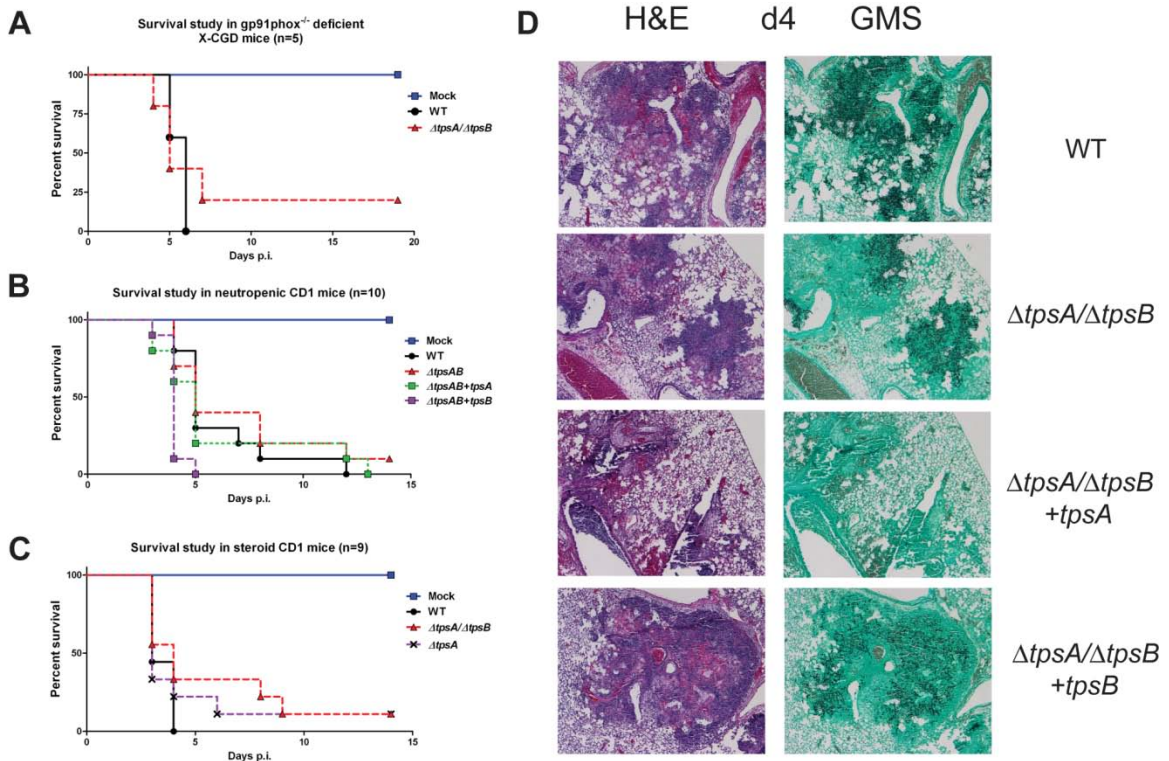 A
Survival study in gp91phox-/- deficient
X-CGD mice (n=5)
Percent survival
100
75
50
25
0
0 5 10 15 20
Days p.i.
Mock
WT
ΔtpsA/ΔtpsB
B
Survival study in neutropenic CD1 mice (n=10)
Percent survival
100
50
0
0 5 10 15
Days p.i.
Mock
WT
ΔtpsAB
ΔtpsAB+tpsA
ΔtpsAB+tpsB
C
Survival study in steroid CD1 mice (n=9)
Percent survival
100
50
0
0 5 10 15
Days p.i.
Mock
WT
ΔtpsA/ΔtpsB
ΔtpsA
D
H&E d4 GMS
WT
ΔtpsA/ΔtpsB
ΔtpsA/ΔtpsB
+tpsA
ΔtpsA/ΔtpsB
+tpsB